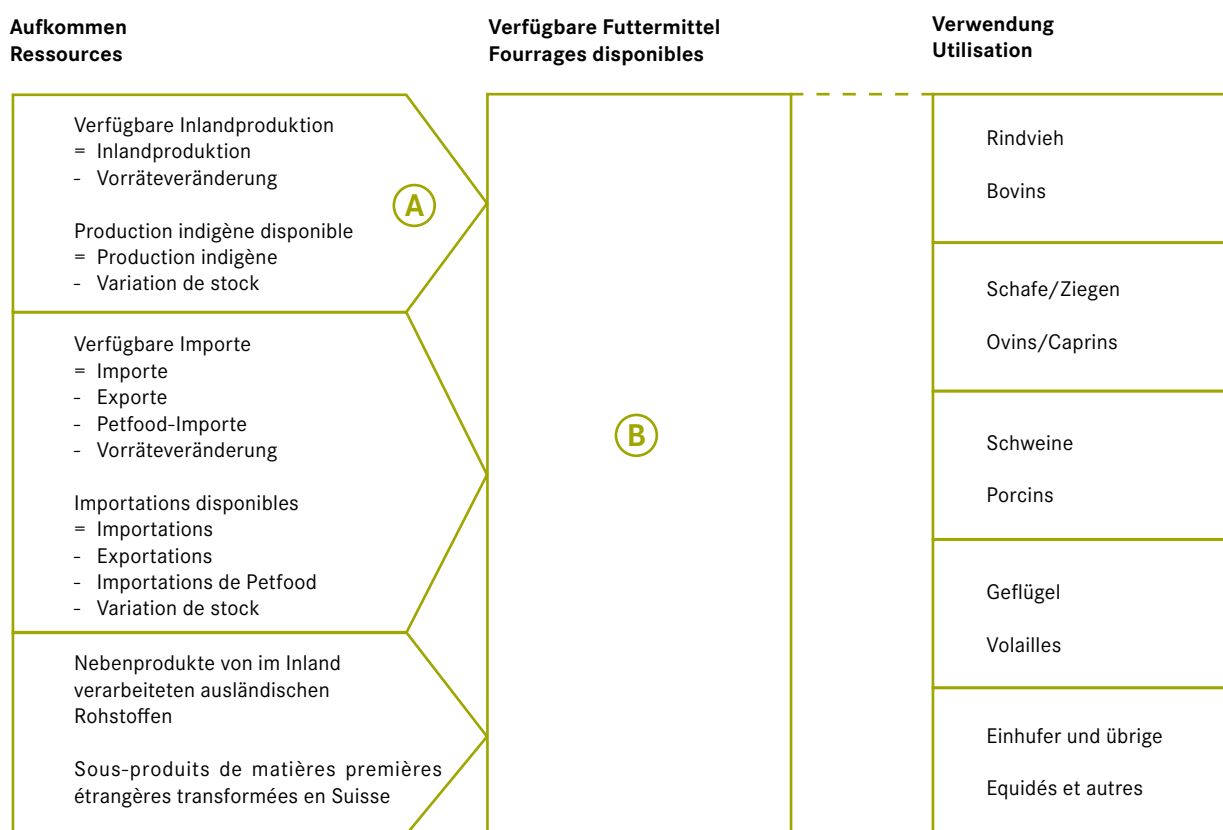 Aufkommen
Ressources
Verfügbare Inlandproduktion
= Inlandproduktion
- Vorräteveränderung
Production indigène disponible
= Production indigène
- Variation de stock
A
Verfügbare Importe
= Importe
- Exporte
- Petfood-Importe
- Vorräteveränderung
Importations disponibles
= Importations
- Exportations
- Importations de Petfood
- Variation de stock
Nebenprodukte von im Inland
verarbeiteten ausländischen
Rohstoffen
Sous-produits de matières premières
étrangères transformées en Suisse
Verfügbare Futtermittel
Fourrages disponibles
B
Verwendung
Utilisation
Rindvieh
Bovins
Schafe/Ziegen
Ovins/Caprins
Schweine
Porcins
Geflügel
Volailles
Einhufer und übrige
Equidés et autres